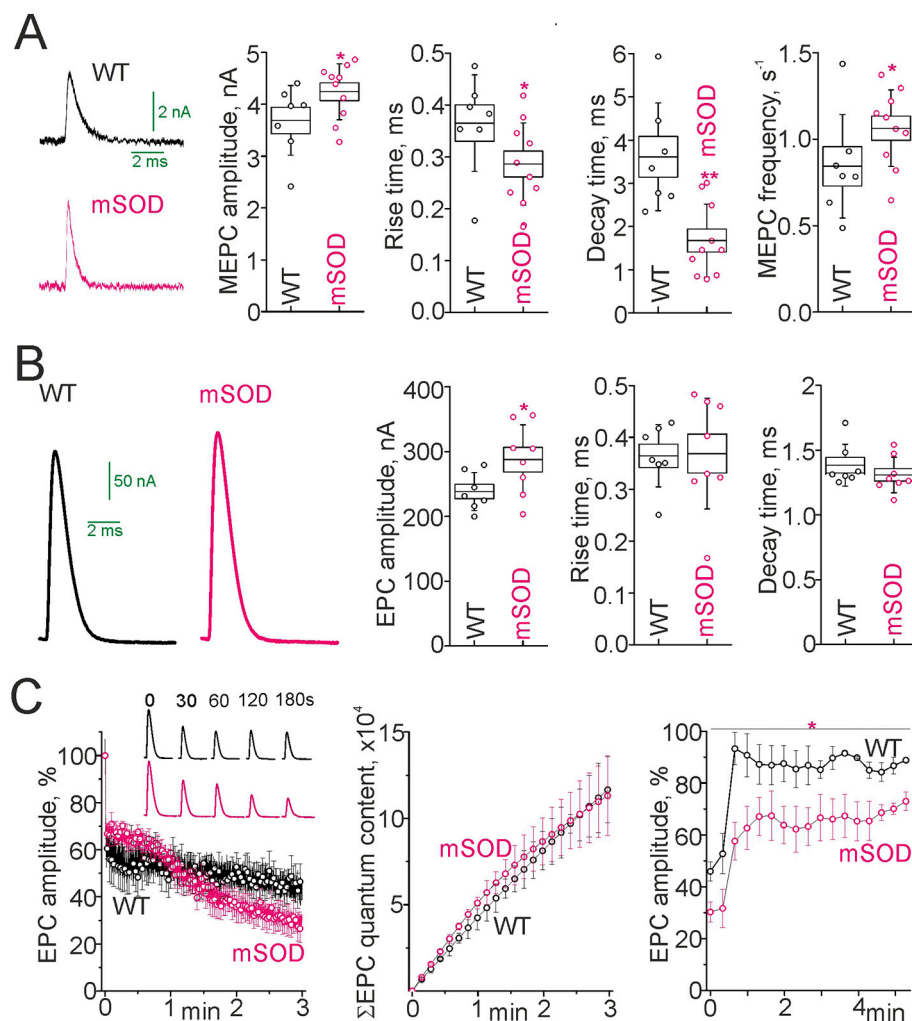 A
WT
2 nA
2 ms
mSOD
MEPC amplitude, nA
5
4
3
2
1
0
*
WT
mSOD
Rise time, ms
0.5
0.4
0.3
0.2
0.1
0.0
*
WT
mSOD
Decay time, ms
6
5
4
3
2
1
0
mSOD
**
WT
MEPC frequency, s⁻¹
1.5
1.0
0.5
0.0
*
WT
mSOD
B
WT
mSOD
50 nA
2 ms
EPC amplitude, nA
400
300
200
100
0
*
WT
mSOD
Rise time, ms
0.5
0.4
0.3
0.2
0.1
0.0
WT
mSOD
Decay time, ms
2
1.5
1
0.5
0
WT
mSOD
C
0 30 60 120 180s
EPC amplitude, %
100
80
60
40
20
0
WT
mSOD
0 1 min 2 3
ΣEPC quantum content, x10⁴
15
10
5
0
mSOD
WT
0 1 min 2 3
EPC amplitude, %
100
80
60
40
20
0
*
WT
mSOD
0 2 4 min